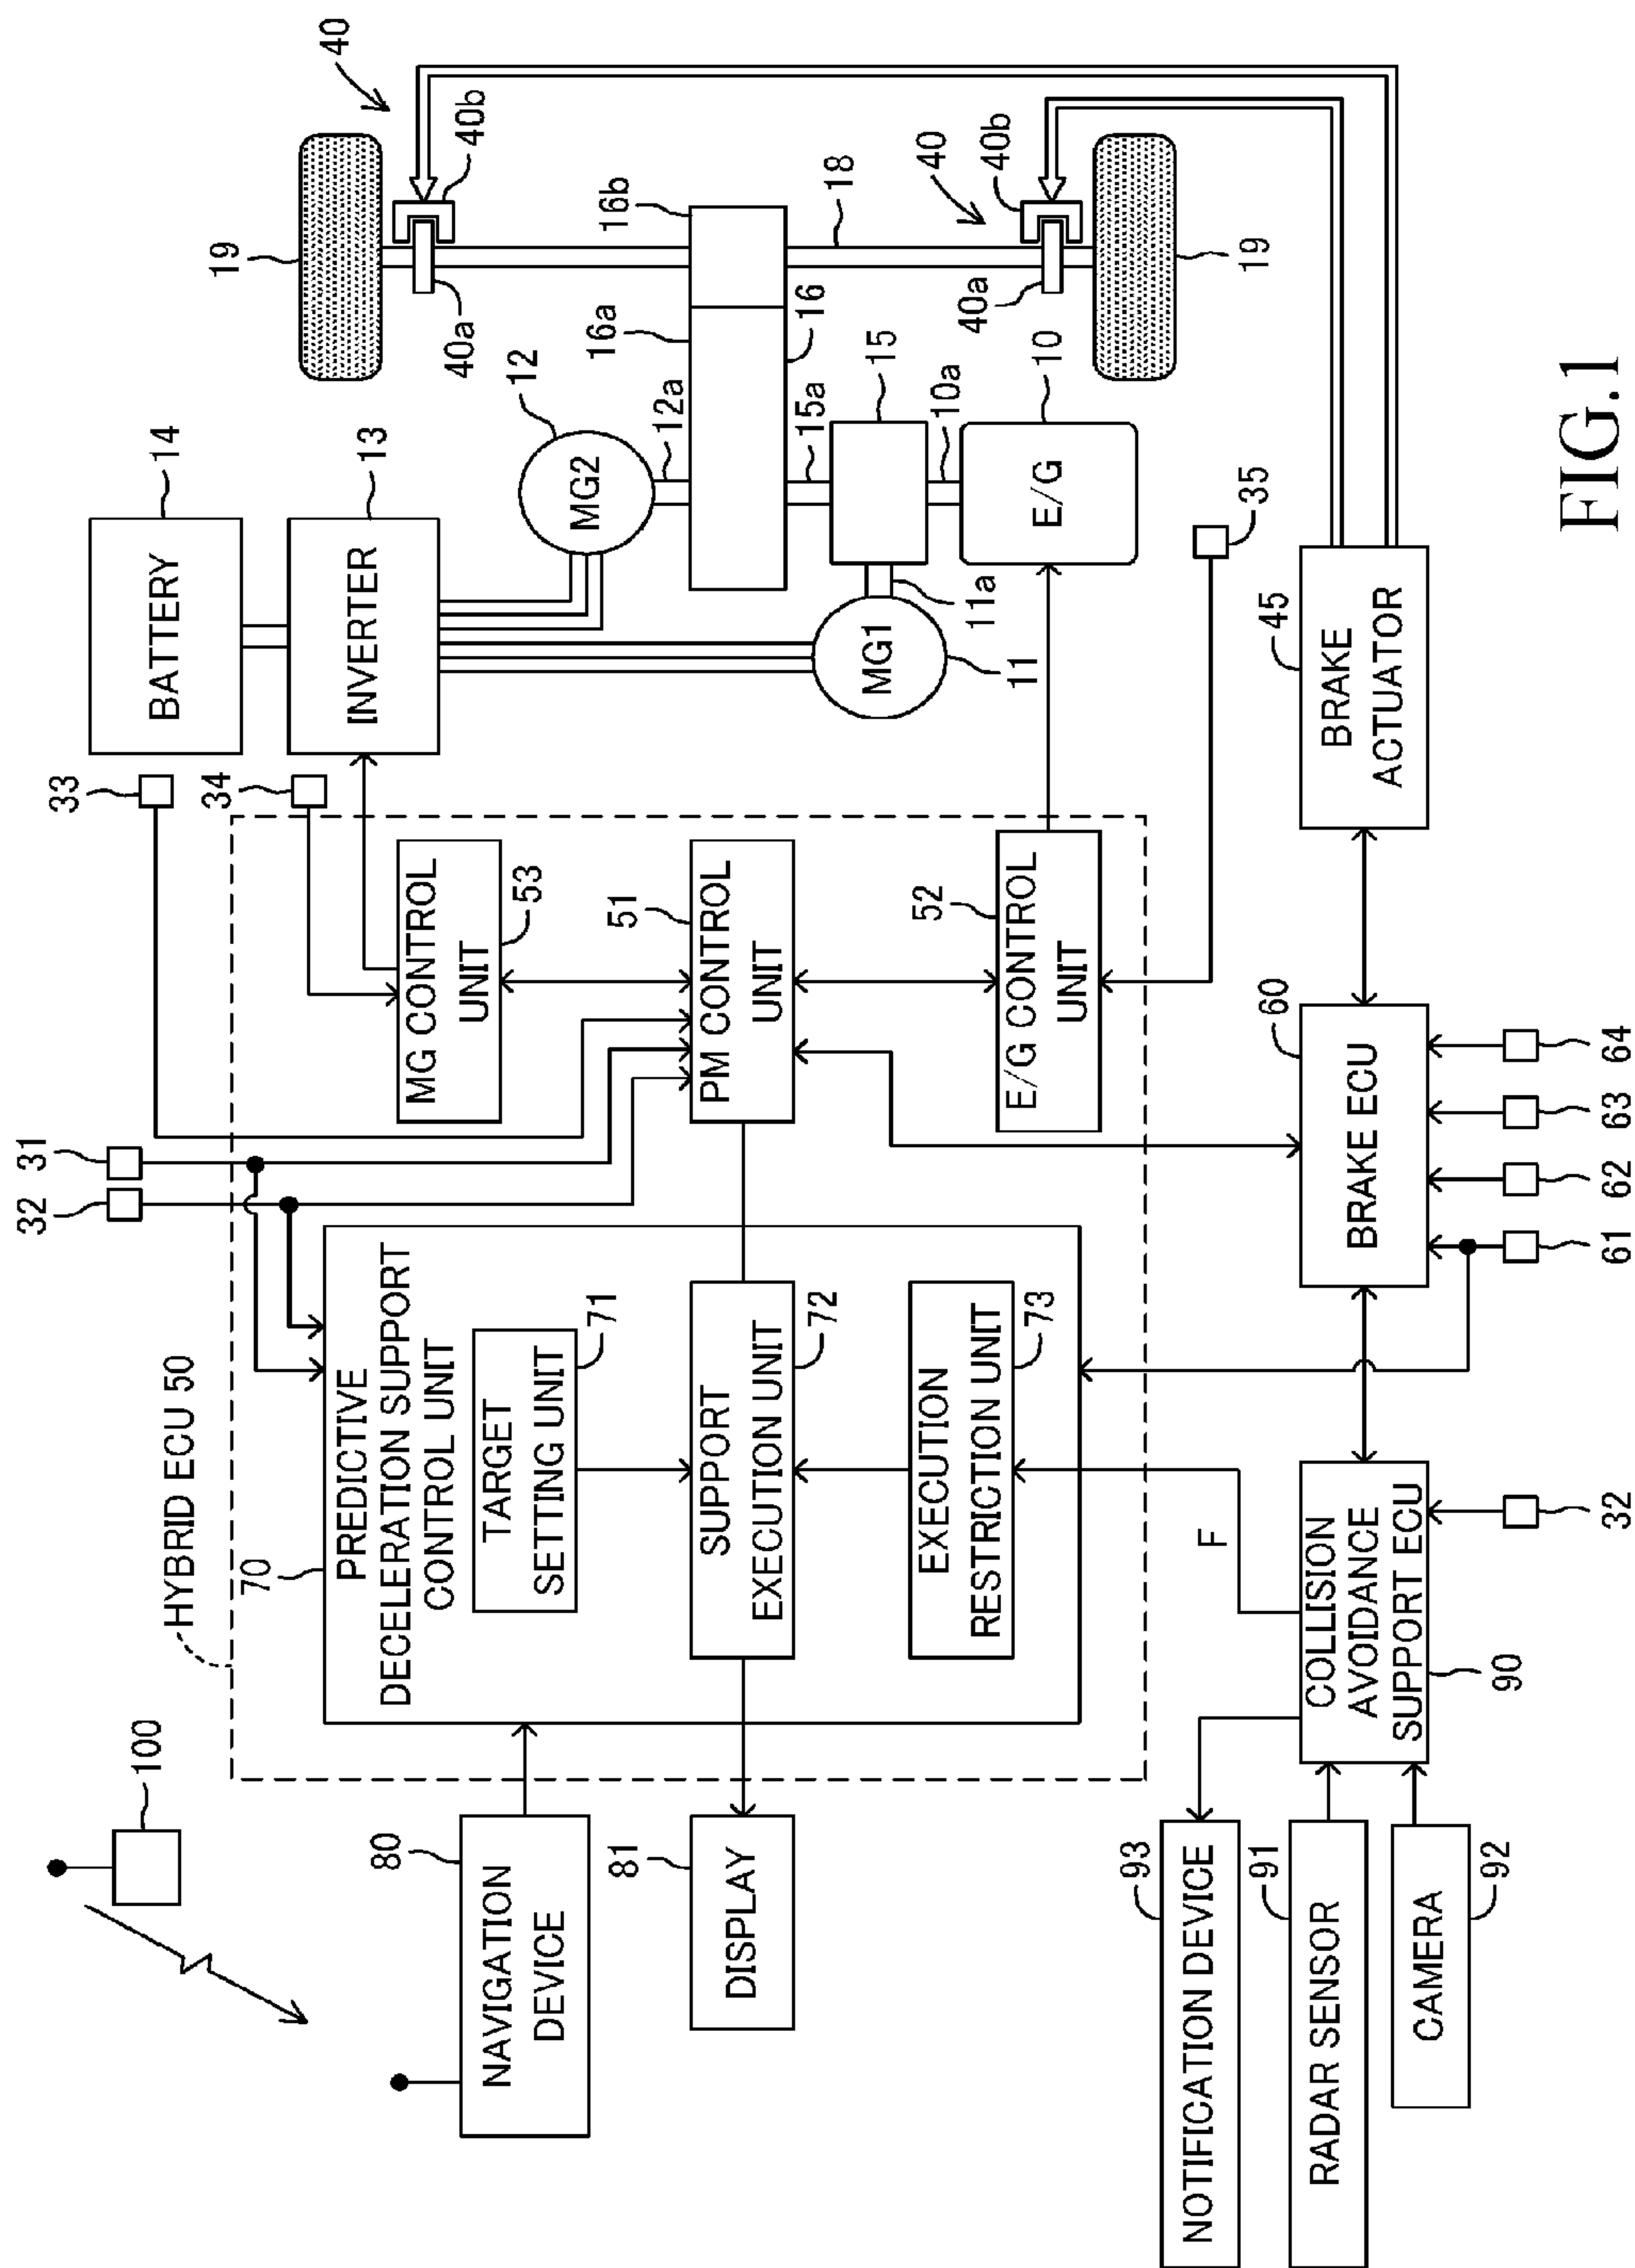 100
HYBRID ECU 50
32
31
33
14
BATTERY
34
13
INVERTER
19
40
40a
40b
70
PREDICTIVE
DECELERATION SUPPORT
CONTROL UNIT
TARGET
SETTING UNIT
71
SUPPORT
EXECUTION UNIT
72
EXECUTION
RESTRICTION UNIT
73
MG CONTROL
UNIT
53
51
PM CONTROL
UNIT
52
E/G CONTROL
UNIT
80
NAVIGATION
DEVICE
81
DISPLAY
12
MG2
12a
16a
16b
16
15a
15
18
MG1
11
11a
10a
10
E/G
35
40
40b
40a
19
93
NOTIFICATION DEVICE
91
RADAR SENSOR
92
CAMERA
F
COLLISION
AVOIDANCE
SUPPORT ECU
90
32
60
BRAKE ECU
61
62
63
64
45
BRAKE
ACTUATOR
FIG.1